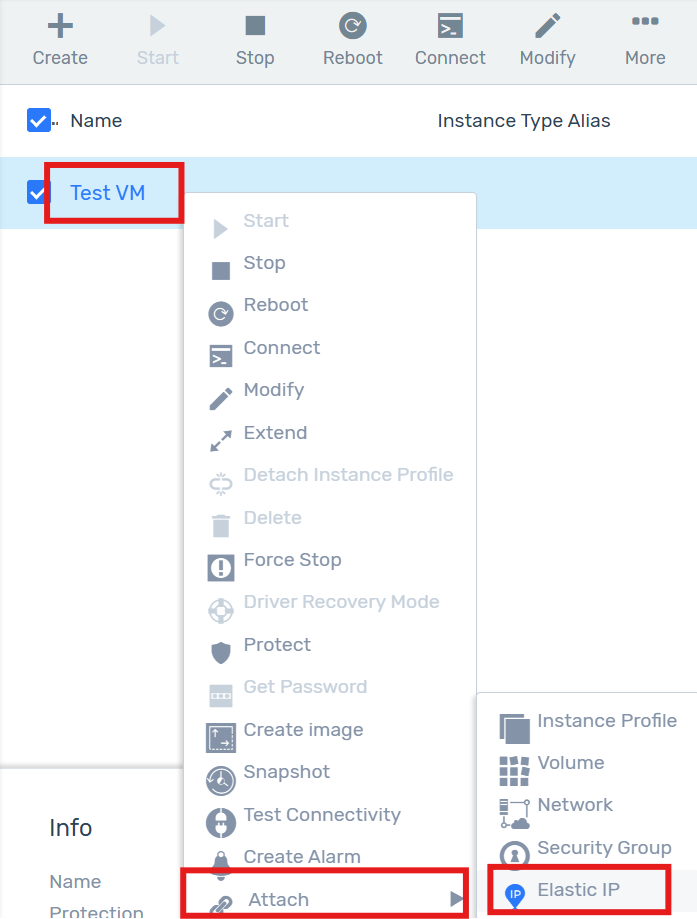 Create Start Stop Reboot Connect Modify More
Name Instance Type Alias
Test VM
Start
Stop
Reboot
Connect
Modify
Extend
Detach Instance Profile
Delete
Force Stop
Driver Recovery Mode
Protect
Get Password
Create image
Snapshot
Test Connectivity
Create Alarm
Attach
Instance Profile
Volume
Network
Security Group
IP Elastic IP
Info
Name
Protection